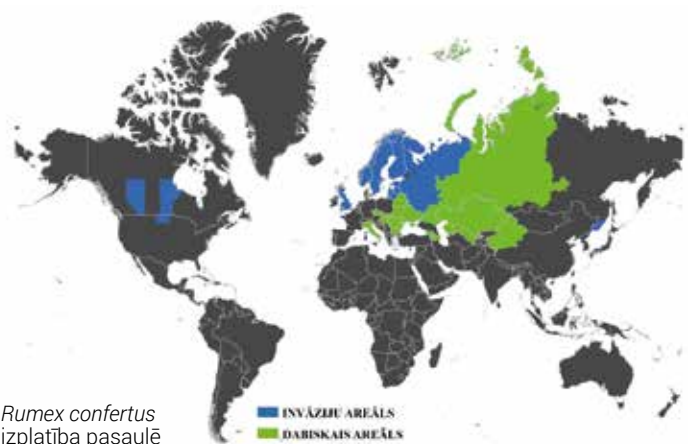 Rumex confertus
izplatība pasaulē
INVĀZIJU AREĀLS
DABISKAIS AREĀLS